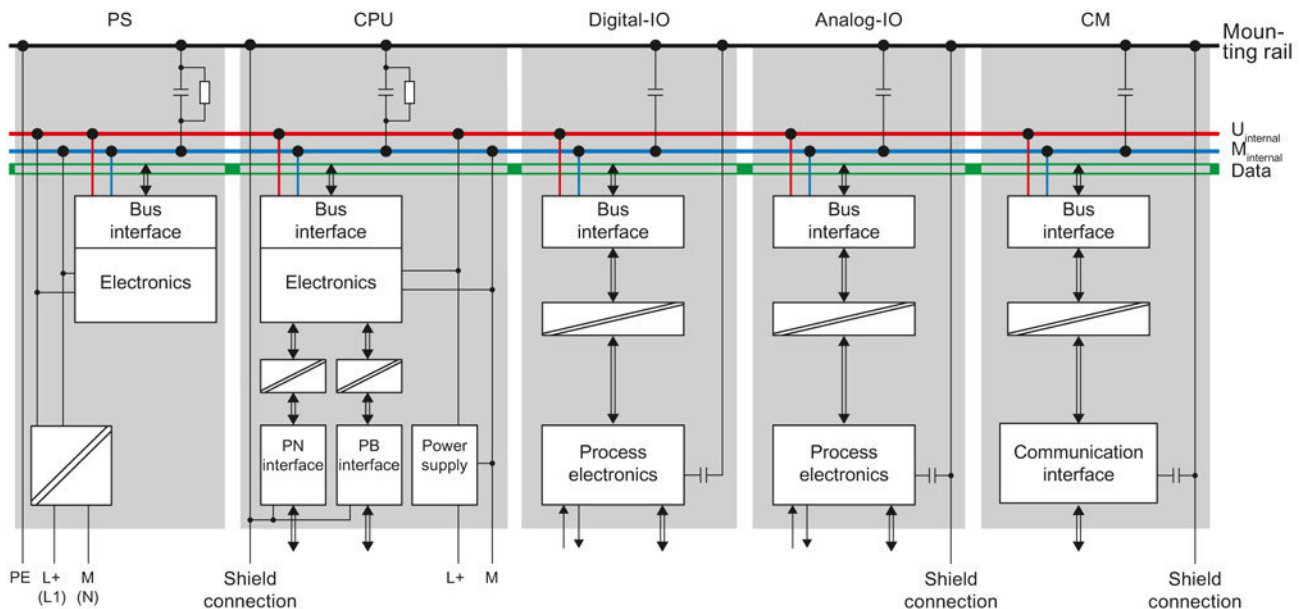 PS
CPU
Digital-IO
Analog-IO
CM
Moun-
ting rail
U internal
M internal
Data
Bus
interface
Electronics
Bus
interface
Electronics
Bus
interface
Bus
interface
Bus
interface
PN
interface
PB
interface
Power
supply
Process
electronics
Process
electronics
Communication
interface
PE
L+
(L1)
M
(N)
Shield
connection
L+
M
Shield
connection
Shield
connection